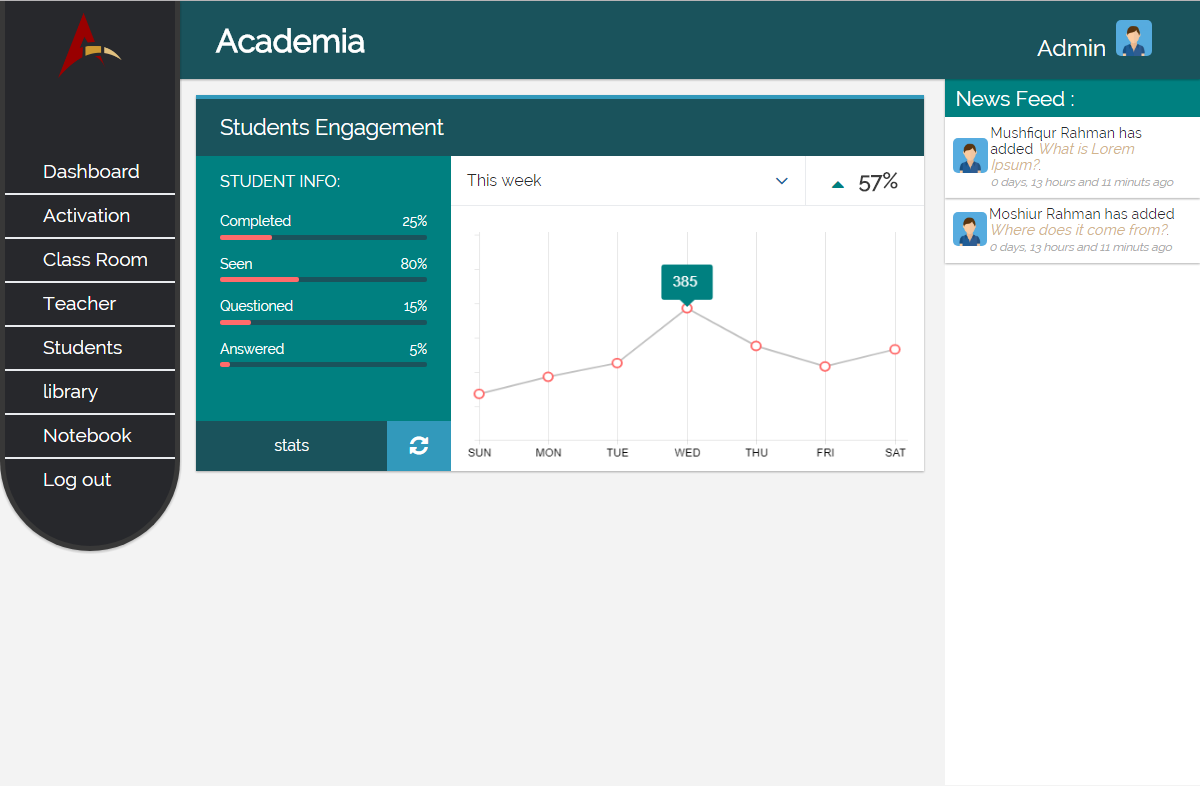 Academia
Admin
Dashboard
Activation
Class Room
Teacher
Students
library
Notebook
Log out
Students Engagement
STUDENT INFO:
Completed 25%
Seen 80%
Questioned 15%
Answered 5%
stats
This week
57%
385
SUN MON TUE WED THU FRI SAT
News Feed :
Mushfiqur Rahman has
added What is Lorem
Ipsum?.
0 days, 13 hours and 11 minuts ago
Moshiur Rahman has added
Where does it come from?.
0 days, 13 hours and 11 minuts ago